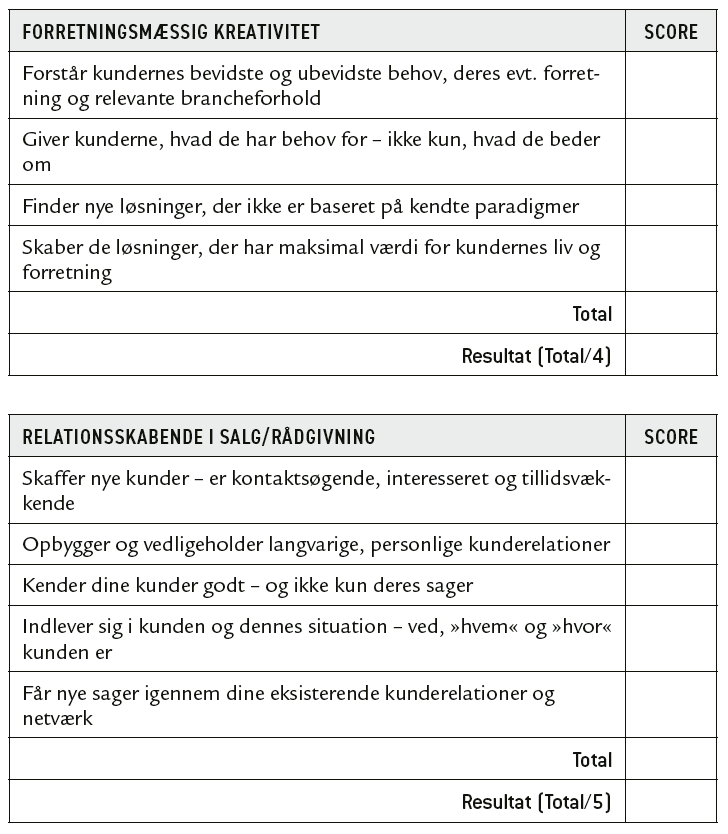 FORRETNINGSMÆSSIG KREATIVITET SCORE
Forstår kundernes bevidste og ubevidste behov, deres evt. forret-
ning og relevante brancheforhold
Giver kunderne, hvad de har behov for – ikke kun, hvad de beder
om
Finder nye løsninger, der ikke er baseret på kendte paradigmer
Skaber de løsninger, der har maksimal værdi for kundernes liv og
forretning
Total
Resultat (Total/4)
RELATIONSSKABENDE I SALG/RÅDGIVNING SCORE
Skaffer nye kunder – er kontaktsøgende, interesseret og tillidsvæk-
kende
Opbygger og vedligeholder langvarige, personlige kunderelationer
Kender dine kunder godt – og ikke kun deres sager
Indlever sig i kunden og dennes situation – ved, »hvem« og »hvor«
kunden er
Får nye sager igennem dine eksisterende kunderelationer og
netværk
Total
Resultat (Total/5)